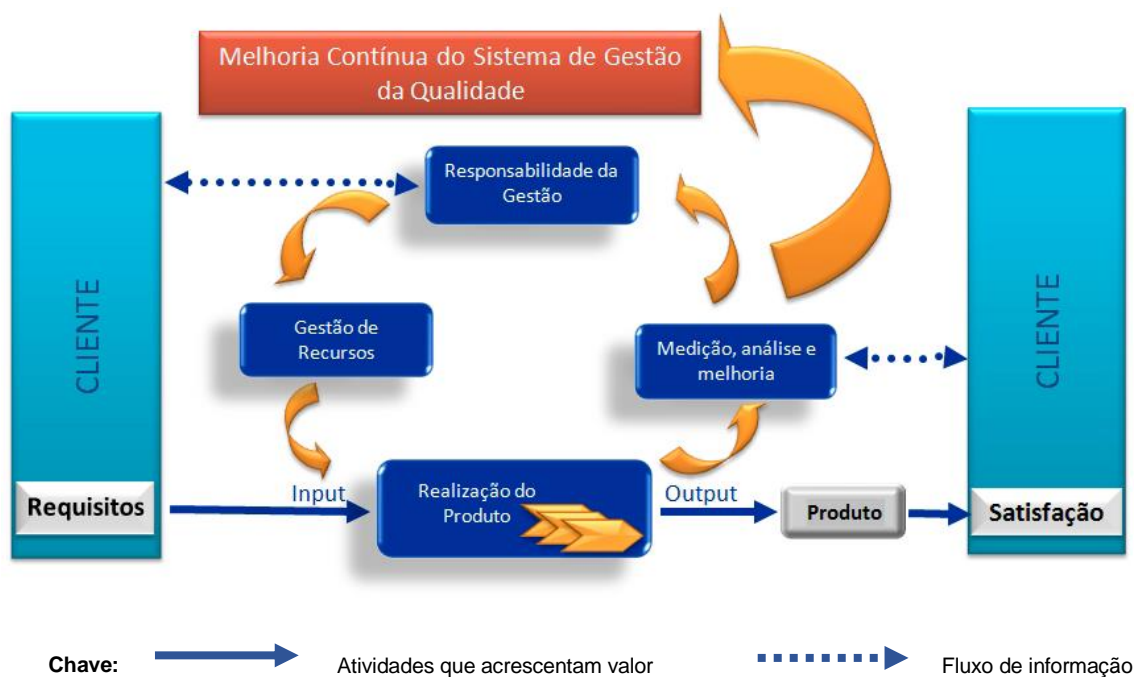 Melhoria Contínua do Sistema de Gestão
da Qualidade
Responsabilidade da
Gestão
CLIENTE
CLIENTE
Gestão de
Recursos
Medição, análise e
melhoria
Input
Realização do
Produto
Output
Requisitos
Produto
Satisfação
Chave:
Atividades que acrescentam valor
Fluxo de informação